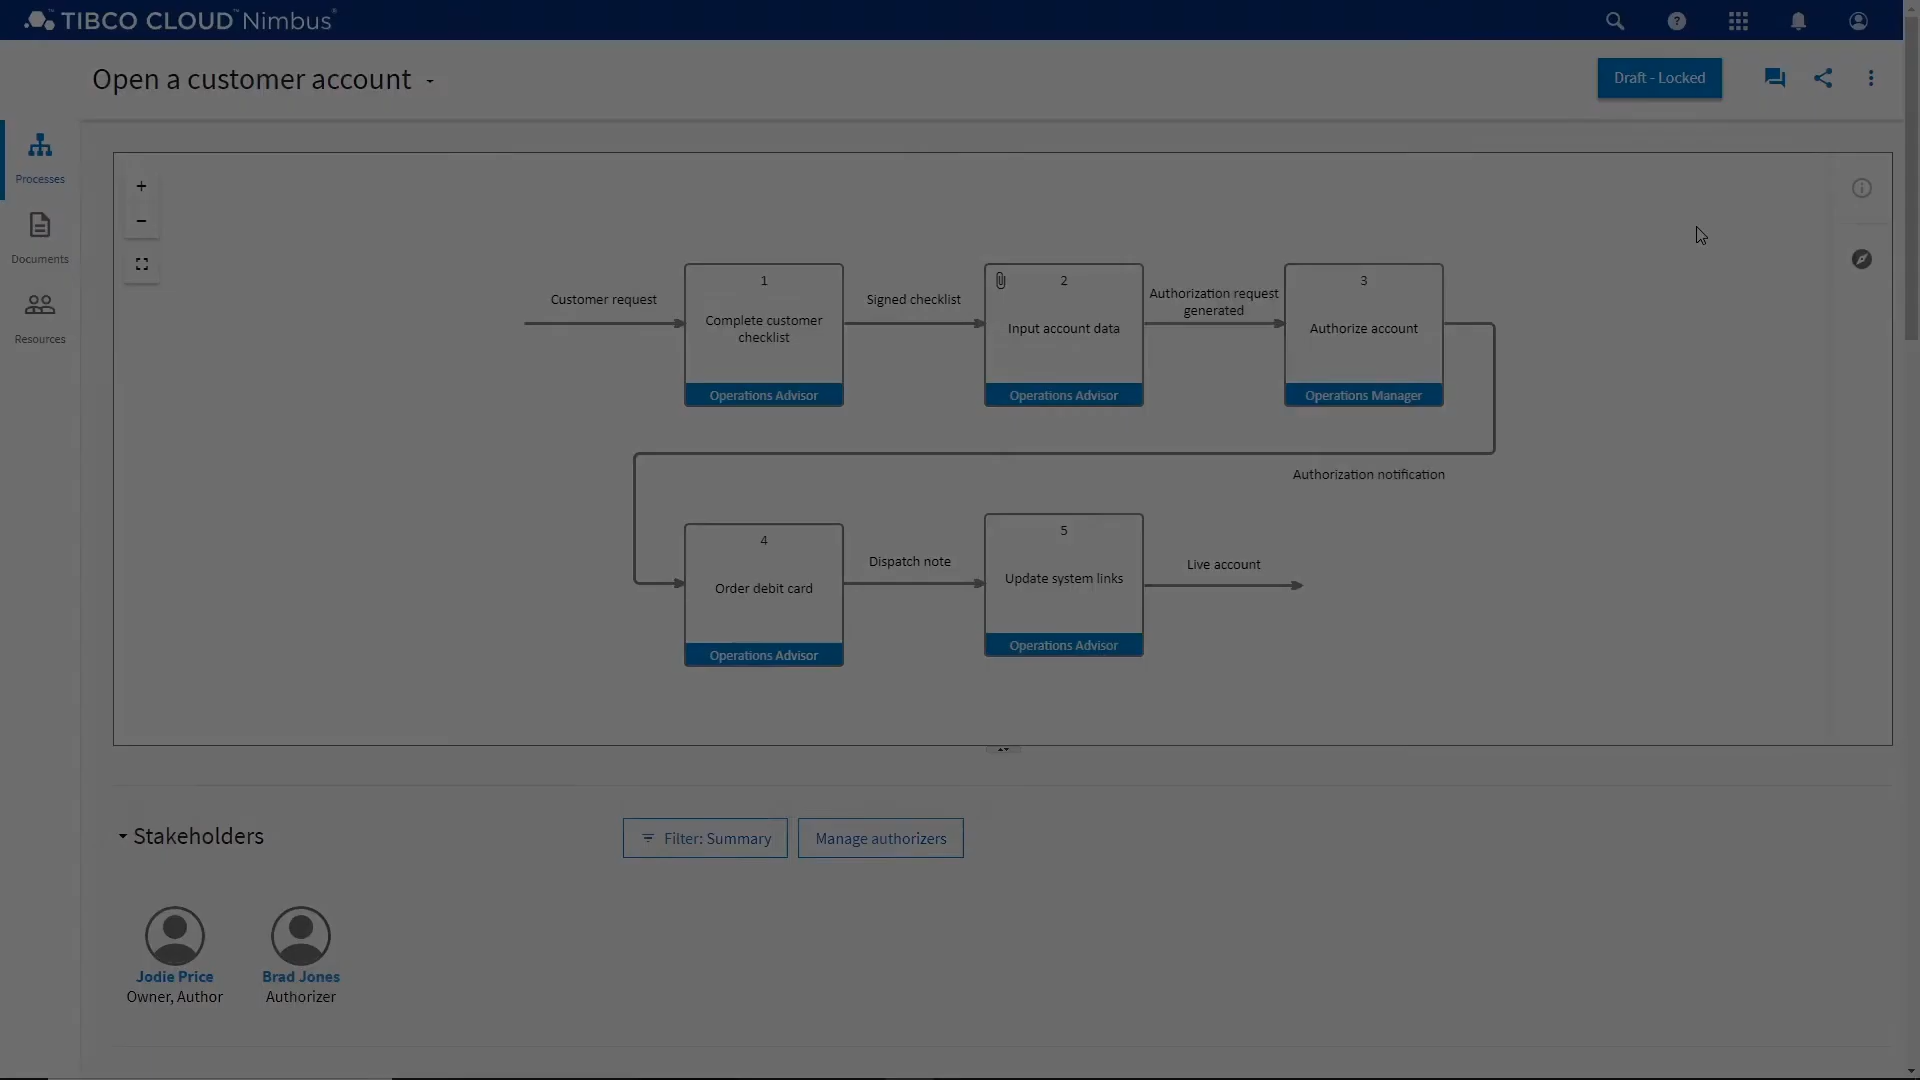 TIBCO CLOUD™ Nimbus®
?
Open a customer account
Draft - Locked
Processes
Documents
Resources
+
−
Customer request
1
Complete customer
checklist
Operations Advisor
Signed checklist
2
Input account data
Operations Advisor
Authorization request
generated
3
Authorize account
Operations Manager
Authorization notification
4
Order debit card
Operations Advisor
Dispatch note
5
Update system links
Operations Advisor
Live account
Stakeholders
Filter: Summary
Manage authorizers
Jodie Price
Owner, Author
Brad Jones
Authorizer